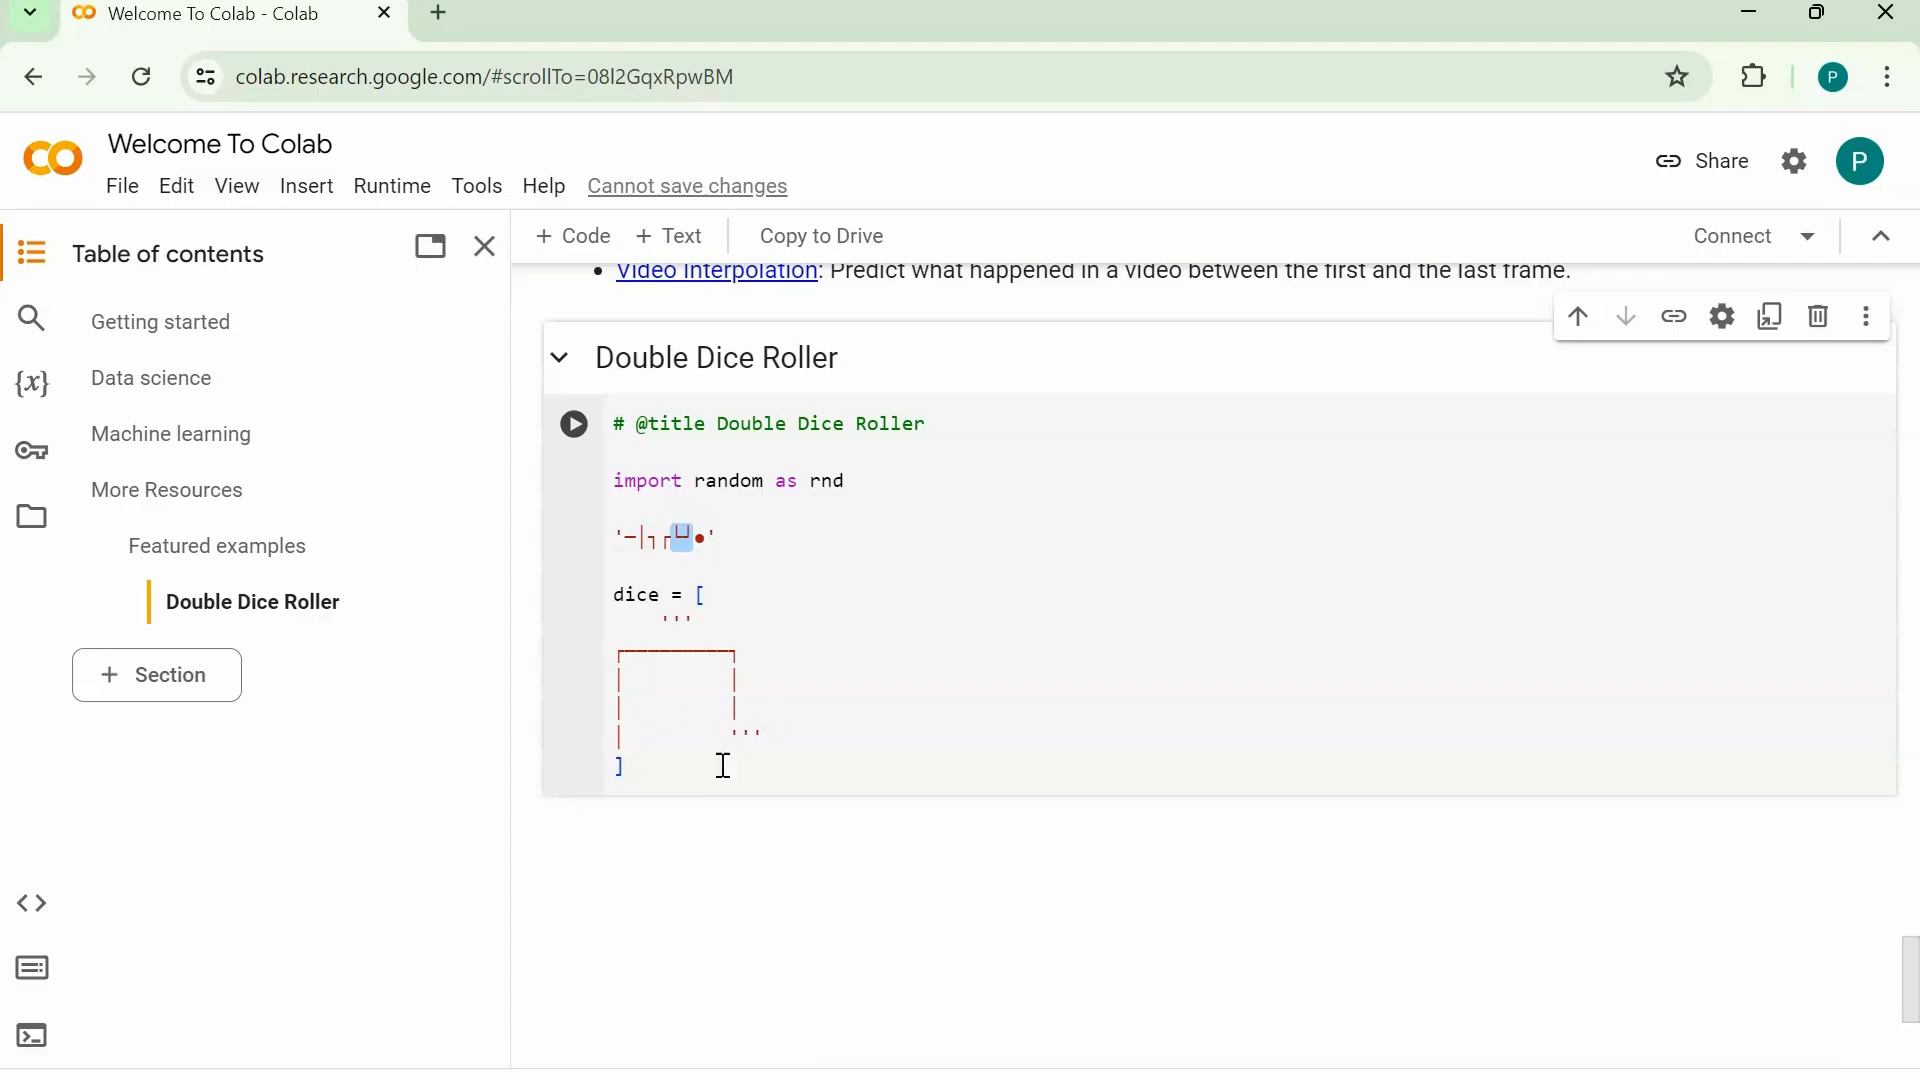 Welcome To Colab - Colab
colab.research.google.com/#scrollTo=08l2GqxRpwBM
P
Welcome To Colab
File Edit View Insert Runtime Tools Help Cannot save changes
Share
P
Table of contents
+ Code + Text Copy to Drive
Connect
Video Interpolation: Predict what happened in a video between the first and the last frame.
Getting started
Data science
Machine learning
More Resources
Featured examples
Double Dice Roller
+ Section
Double Dice Roller
# @title Double Dice Roller
import random as rnd
'─│┐┌└┘●'
dice = [
    '''
┌─────────┐
│         │
│         │
│         '''
]